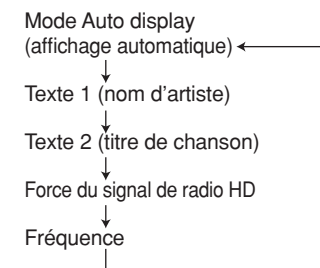 Mode Auto display
(affichage automatique)
Texte 1 (nom d'artiste)
Texte 2 (titre de chanson)
Force du signal de radio HD
Fréquence